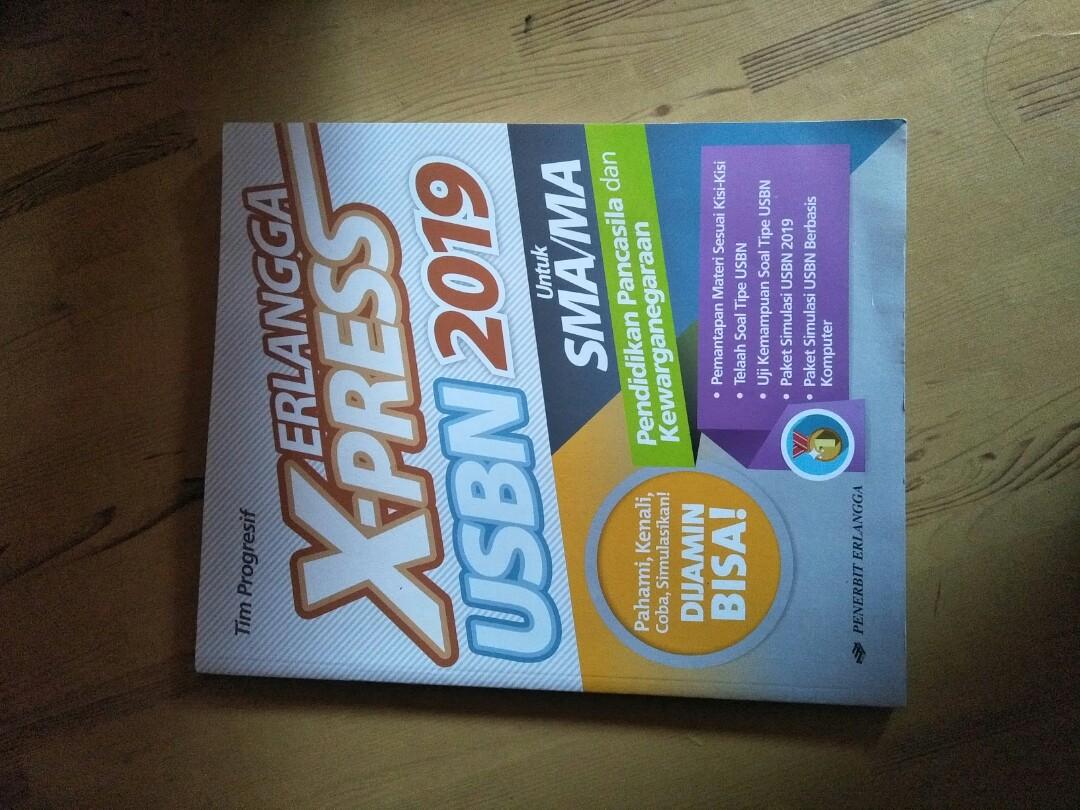 Tim Progresif
ERLANGGA
X-PRESS
USBN 2019
Untuk
SMA/MA
Pendidikan Pancasila dan
Kewarganegaraan
• Pemantapan Materi Sesuai Kisi-Kisi
• Telaah Soal Tipe USBN
• Uji Kemampuan Soal Tipe USBN
• Paket Simulasi USBN 2019
• Paket Simulasi USBN Berbasis
Komputer
1
Pahami, Kenali,
Coba, Simulasikan!
DIJAMIN
BISA!
PENERBIT ERLANGGA